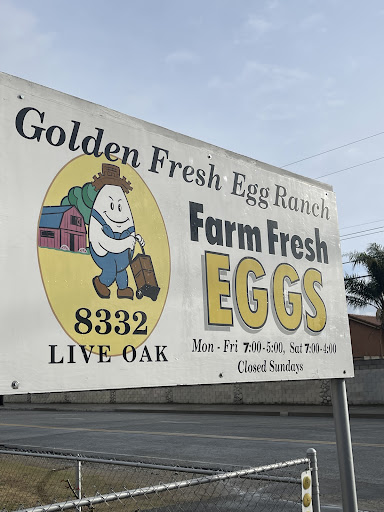 Golden Fresh Egg Ranch
Farm Fresh
EGGS
8332
LIVE OAK
Mon - Fri 7:00-5:00, Sat 7:00-4:00
Closed Sundays